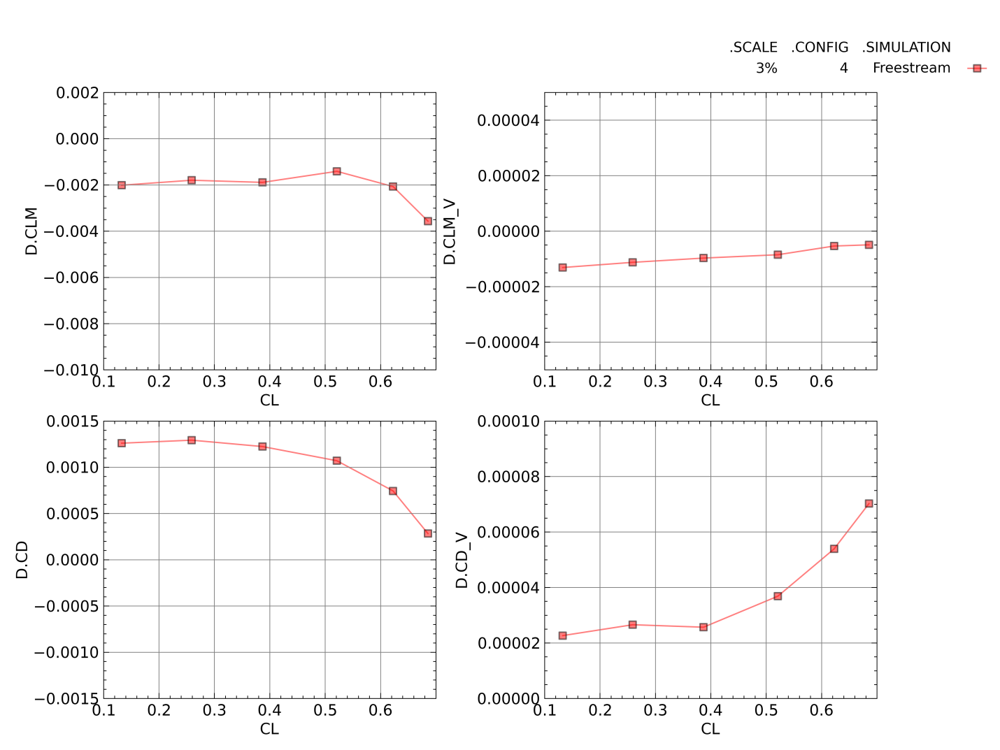 .SCALE .CONFIG .SIMULATION
3% 4 Freestream
0.002
0.000
−0.002
−0.004
−0.006
−0.008
−0.010
D.CLM
0.1 0.2 0.3 0.4 0.5 0.6
CL
0.00004
0.00002
0.00000
−0.00002
−0.00004
D.CLM_V
0.1 0.2 0.3 0.4 0.5 0.6
CL
0.0015
0.0010
0.0005
0.0000
−0.0005
−0.0010
−0.0015
D.CD
0.1 0.2 0.3 0.4 0.5 0.6
CL
0.00010
0.00008
0.00006
0.00004
0.00002
0.00000
D.CD_V
0.1 0.2 0.3 0.4 0.5 0.6
CL